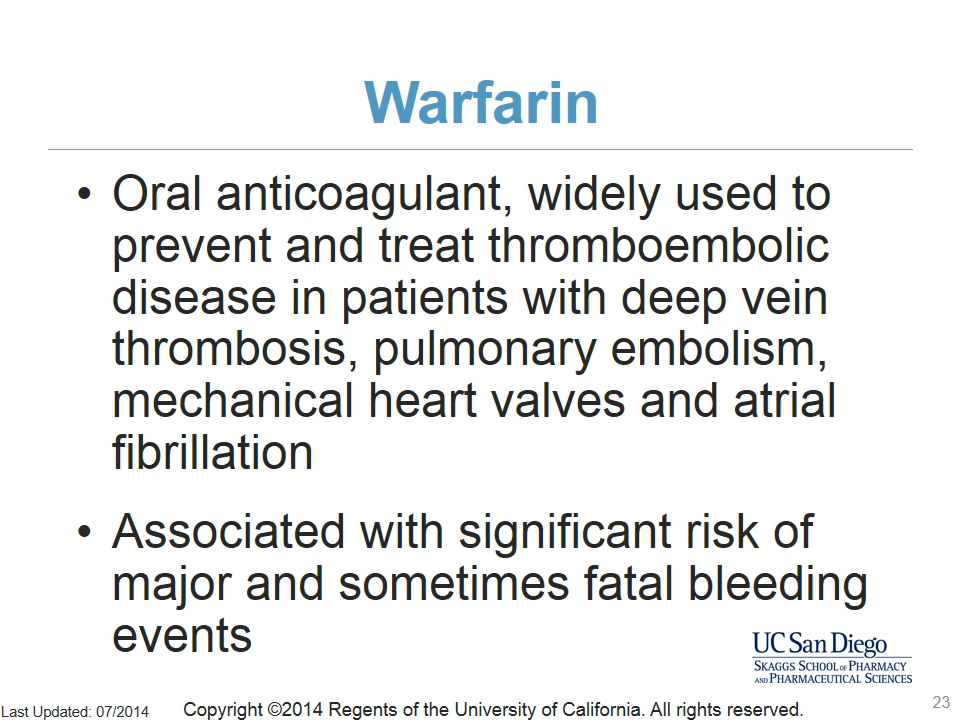 Warfarin
• Oral anticoagulant, widely used to
prevent and treat thromboembolic
disease in patients with deep vein
thrombosis, pulmonary embolism,
mechanical heart valves and atrial
fibrillation
• Associated with significant risk of
major and sometimes fatal bleeding
events
UC San Diego
SKAGGS SCHOOL OF PHARMACY
AND PHARMACEUTICAL SCIENCES
Last Updated: 07/2014
Copyright ©2014 Regents of the University of California. All rights reserved.
23